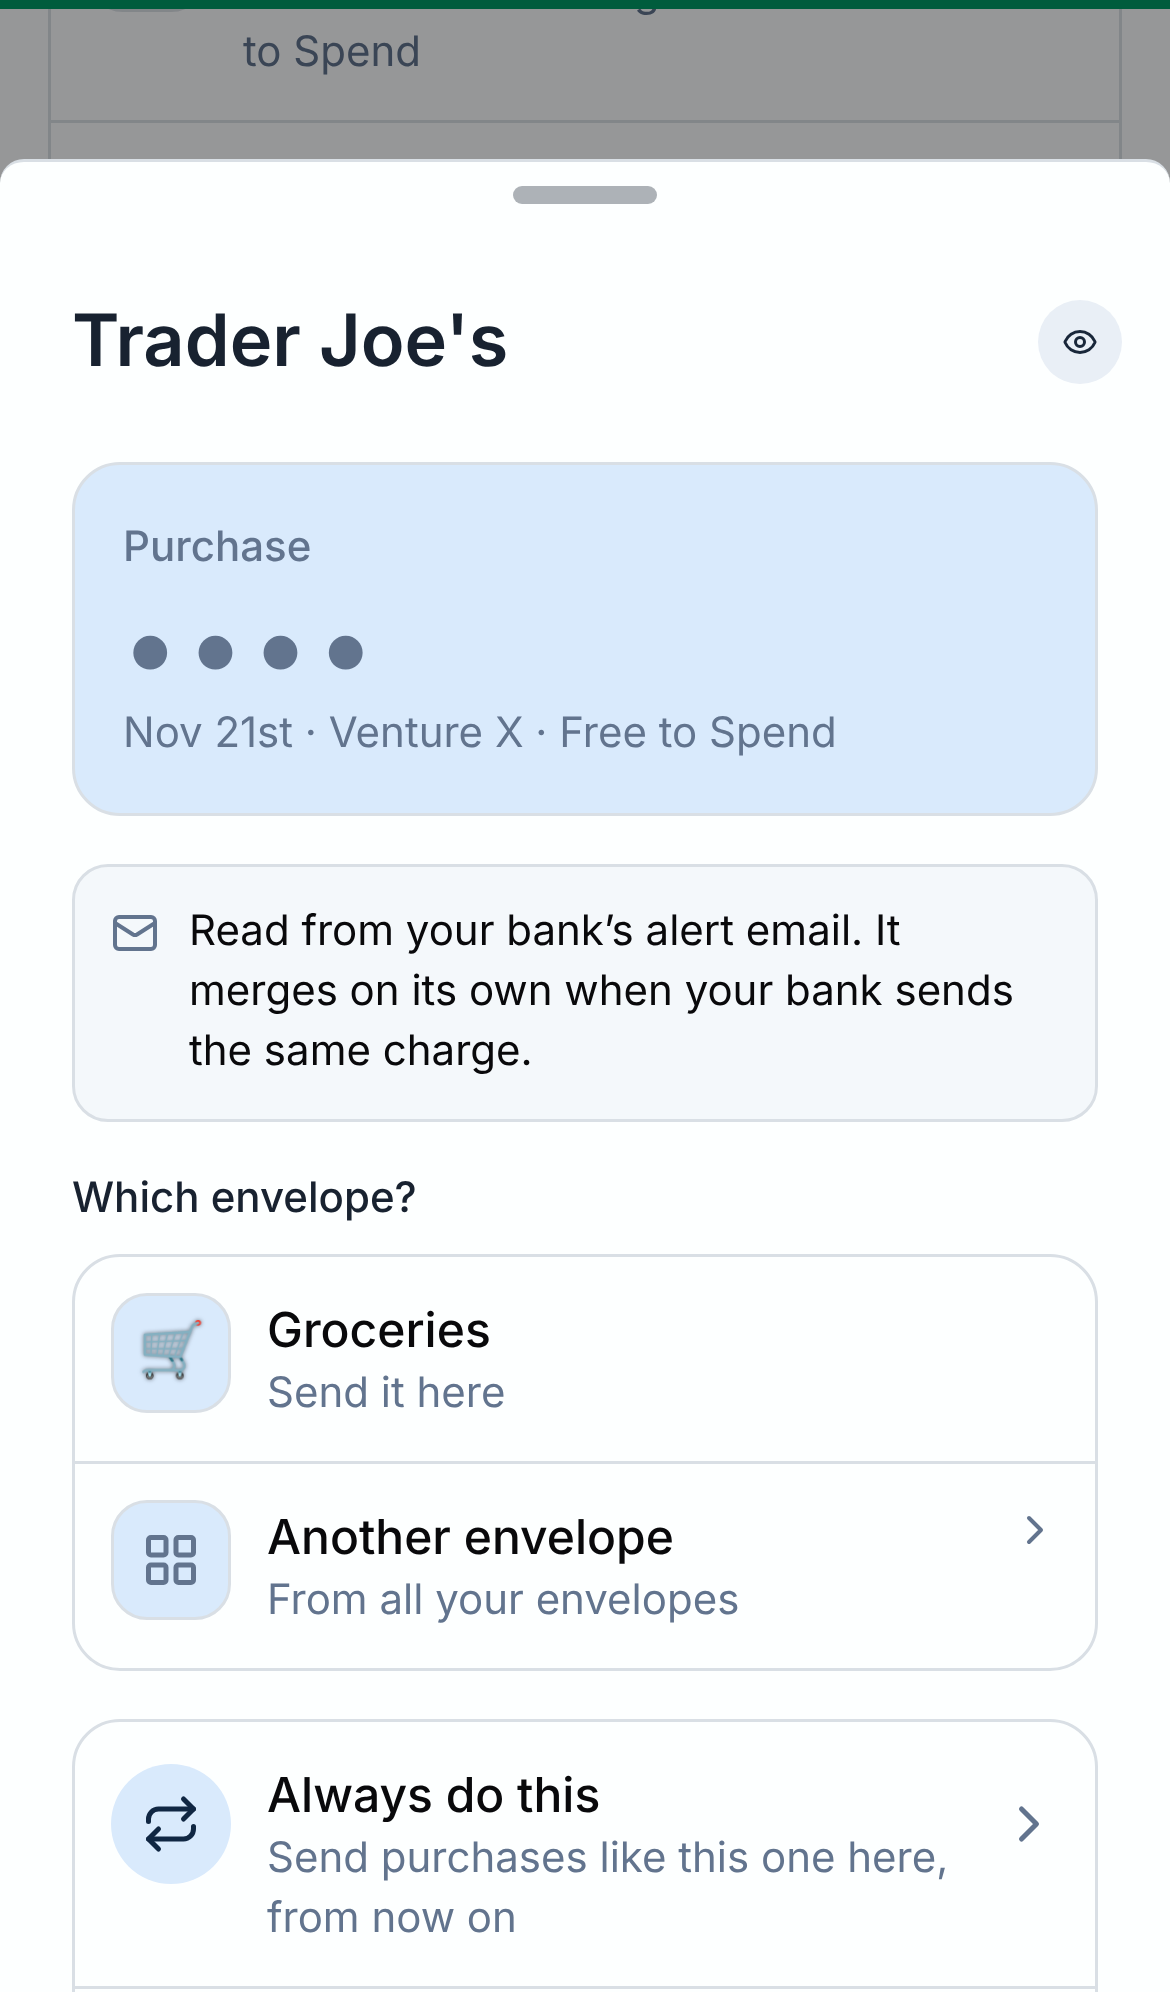 to Spend
Trader Joe's
Purchase
••••
Nov 21st · Venture X · Free to Spend
Read from your bank’s alert email. It
merges on its own when your bank sends
the same charge.
Which envelope?
Groceries
Send it here
Another envelope
From all your envelopes
Always do this
Send purchases like this one here,
from now on